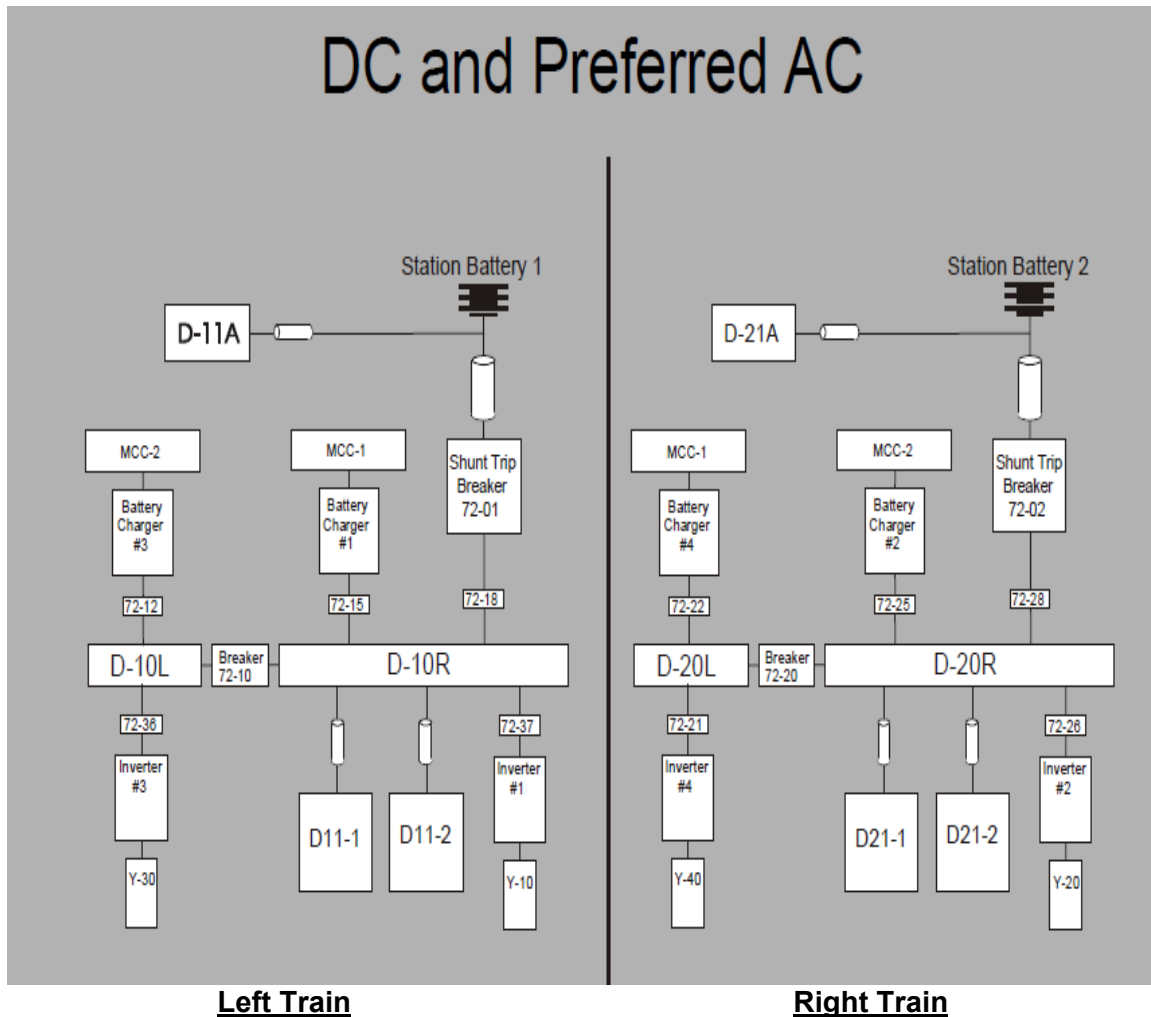 DC and Preferred AC
Station Battery 1
D-11A
MCC-2
MCC-1
Shunt Trip
Breaker
72-01
Battery
Charger
#3
Battery
Charger
#1
72-12
72-15
72-18
D-10L
Breaker
72-10
D-10R
72-36
72-37
Inverter
#3
Inverter
#1
D11-1
D11-2
Y-30
Y-10
Station Battery 2
D-21A
MCC-1
MCC-2
Shunt Trip
Breaker
72-02
Battery
Charger
#4
Battery
Charger
#2
72-22
72-25
72-28
D-20L
Breaker
72-20
D-20R
72-21
72-26
Inverter
#4
Inverter
#2
D21-1
D21-2
Y-40
Y-20
Left Train
Right Train